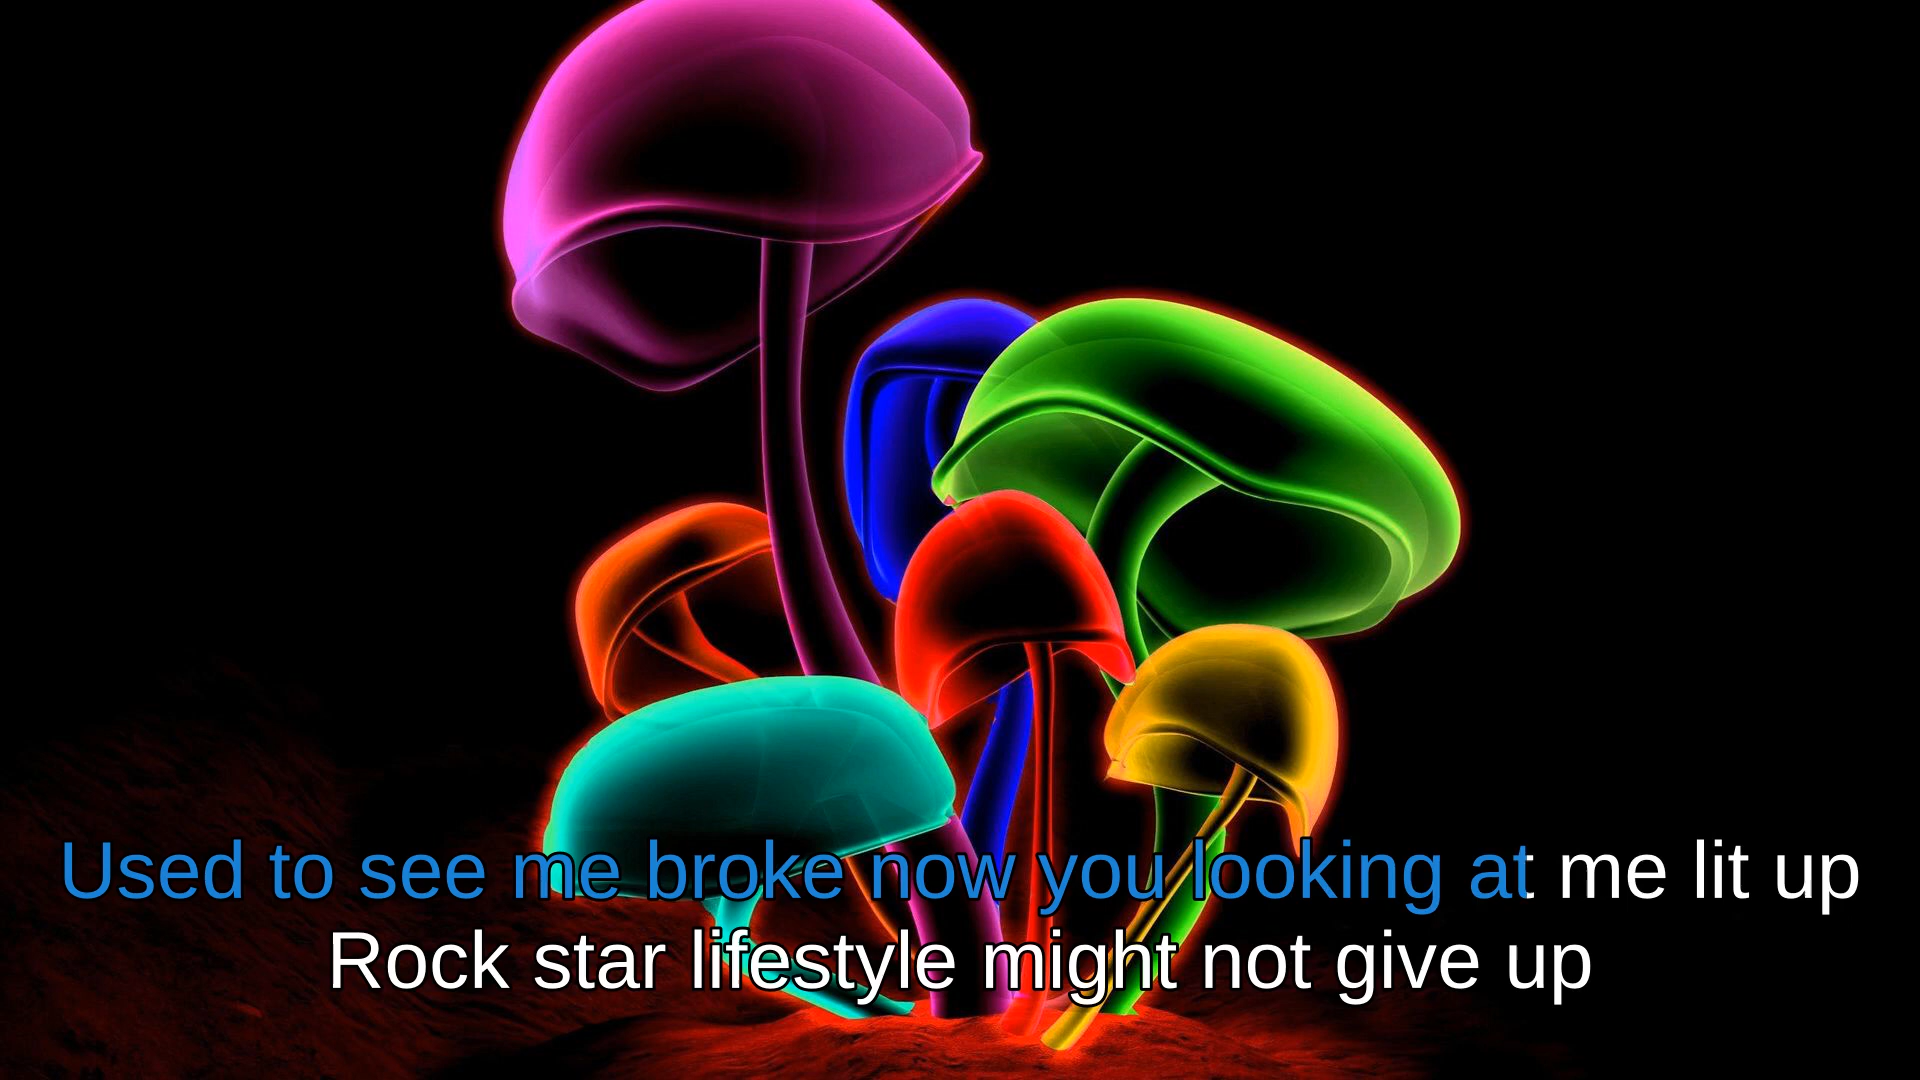 Used to see me broke now you looking at me lit up
Rock star lifestyle might not give up